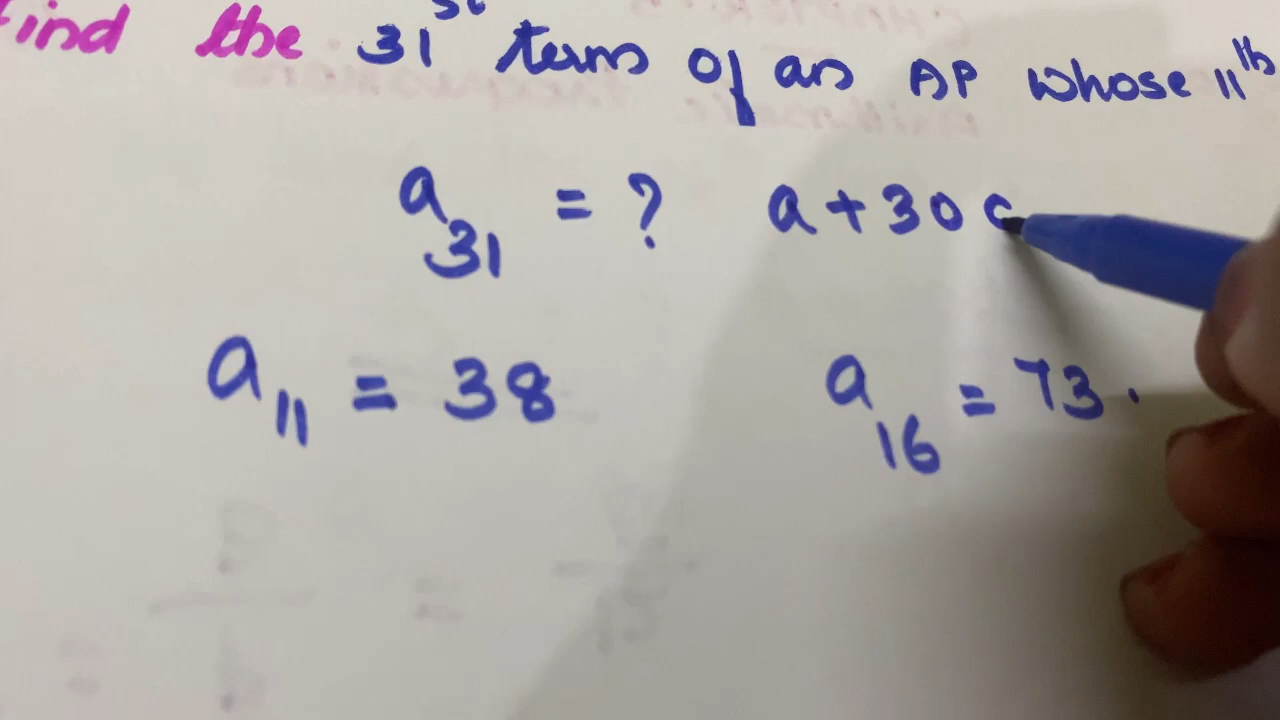 find the 31st term of an AP whose 11th
a31 = ? a + 30
a11 = 38 a16 = 73.